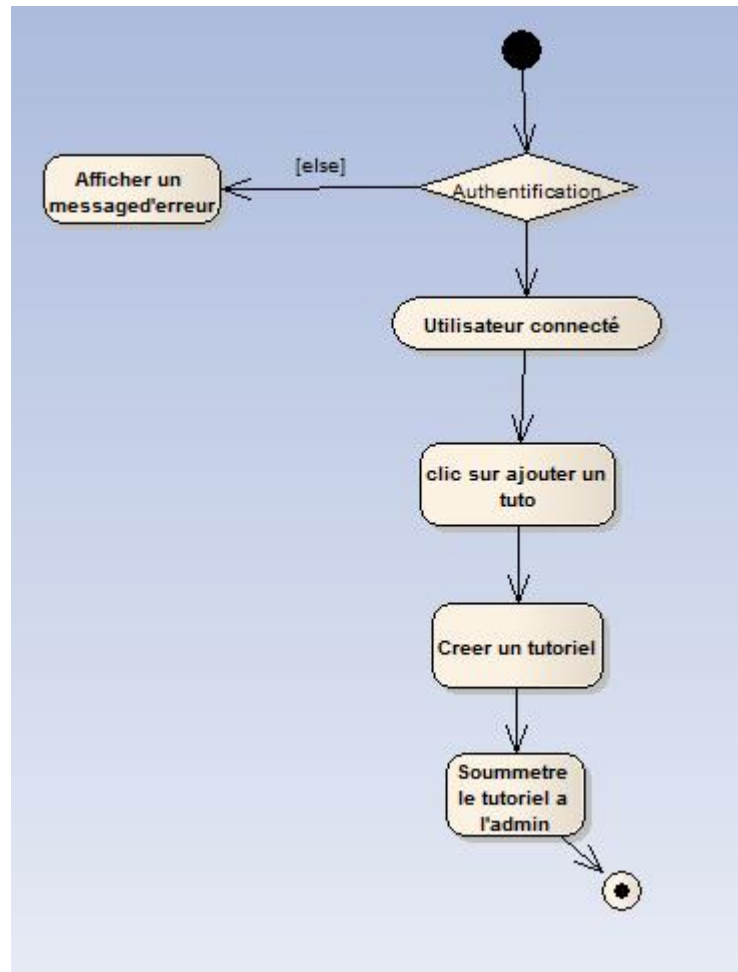 [else]
Afficher un
messaged'erreur
Authentification
Utilisateur connecté
clic sur ajouter un
tuto
Creer un tutoriel
Soummetre
le tutoriel a
l'admin